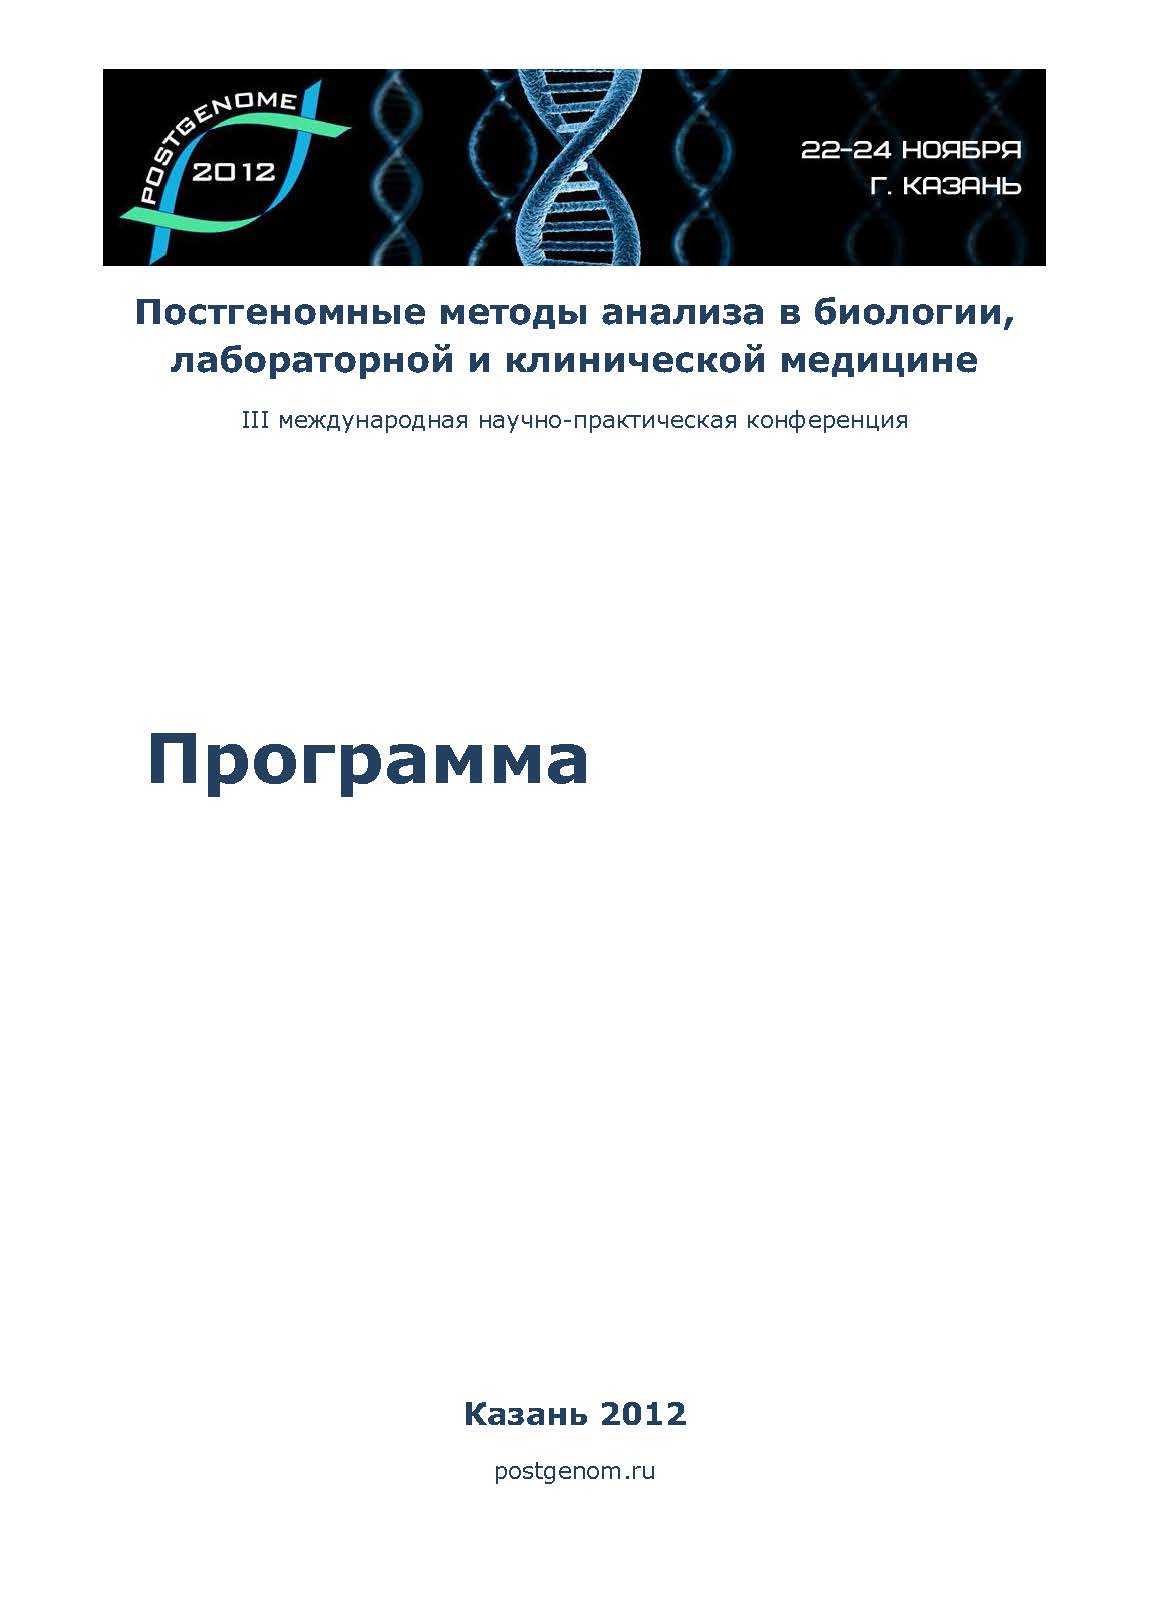 POSTGENOME
2012
22-24 НОЯБРЯ
Г. КАЗАНЬ
Постгеномные методы анализа в биологии,
лабораторной и клинической медицине
III международная научно-практическая конференция
Программа
Казань 2012
postgenom.ru